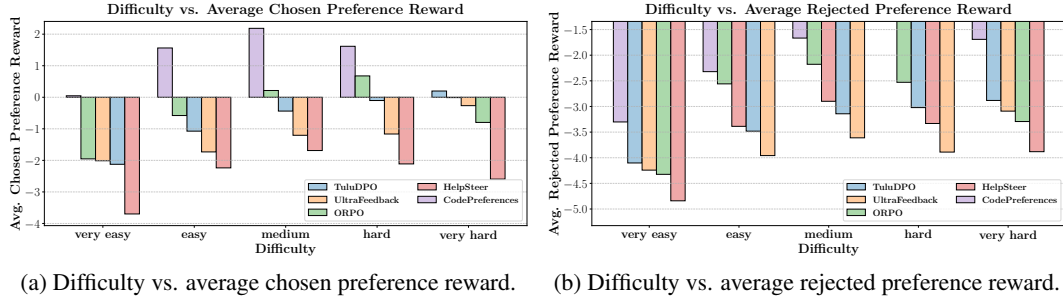 Difficulty vs. Average Chosen Preference Reward
Avg. Chosen Preference Reward
2
1
0
−1
−2
−3
−4
very easy
easy
medium
hard
very hard
Difficulty
TuluDPO
UltraFeedback
ORPO
HelpSteer
CodePreferences
(a) Difficulty vs. average chosen preference reward.
Difficulty vs. Average Rejected Preference Reward
Avg. Rejected Preference Reward
−1.5
−2.0
−2.5
−3.0
−3.5
−4.0
−4.5
−5.0
very easy
easy
medium
hard
very hard
Difficulty
TuluDPO
UltraFeedback
ORPO
HelpSteer
CodePreferences
(b) Difficulty vs. average rejected preference reward.